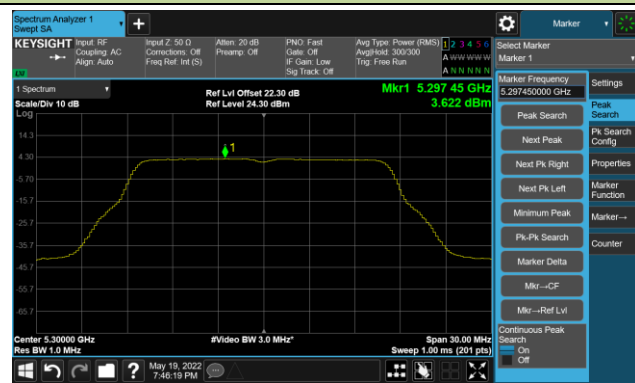 Spectrum Analyzer 1
Swept SA
Marker
KEYSIGHT
Input: RF
Coupling: AC
Align: Auto
Input Z: 50 Ω
Corrections: Off
Freq Ref: Int (S)
Atten: 20 dB
Preamp: Off
PNO: Fast
Gate: Off
IF Gain: Low
Sig Track: Off
Avg Type: Power (RMS)
Avg|Hold: 300/300
Trig: Free Run
1 2 3 4 5 6
A W W W W W
A N N N N N
Select Marker
Marker 1
1 Spectrum
Scale/Div 10 dB
Log
Ref Lvl Offset 22.30 dB
Ref Level 24.30 dBm
Mkr1 5.297 45 GHz
3.622 dBm
14.3
4.30
-5.70
-15.7
-25.7
-35.7
-45.7
-55.7
-65.7
1
Center 5.30000 GHz
Res BW 1.0 MHz
#Video BW 3.0 MHz*
Span 30.00 MHz
Sweep 1.00 ms (201 pts)
Marker Frequency
5.297450000 GHz
Peak Search
Next Peak
Next Pk Right
Next Pk Left
Minimum Peak
Pk-Pk Search
Marker Delta
Mkr→CF
Mkr→Ref Lvl
Continuous Peak
Search
On
Off
Settings
Peak
Search
Pk Search
Config
Properties
Marker
Function
Marker→
Counter
?
May 19, 2022
7:46:19 PM